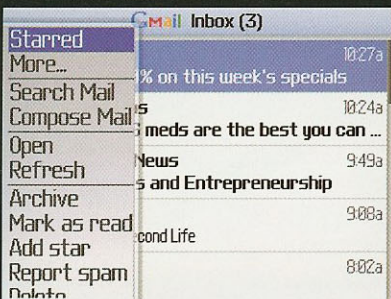 GMail Inbox (3)
Starred
More...
Search Mail
Compose Mail
Open
Refresh
Archive
Mark as read
Add star
Report spam
Delete
10:27a
% on this week's specials
10:24a
meds are the best you can ...
News
9:49a
s and Entrepreneurship
9:08a
cond Life
8:02a